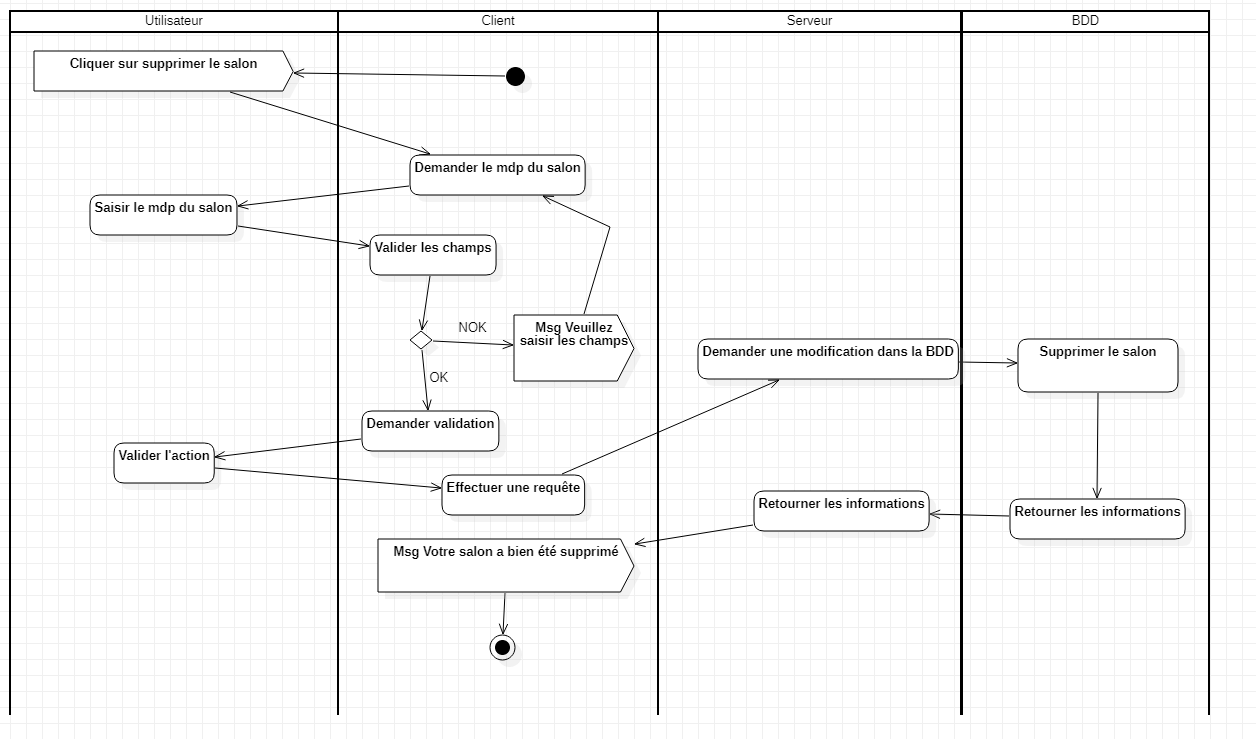 Utilisateur
Client
Serveur
BDD
Cliquer sur supprimer le salon
Demander le mdp du salon
Saisir le mdp du salon
Valider les champs
NOK
Msg Veuillez
saisir les champs
Demander une modification dans la BDD
Supprimer le salon
OK
Demander validation
Valider l'action
Effectuer une requête
Retourner les informations
Retourner les informations
Msg Votre salon a bien été supprimé